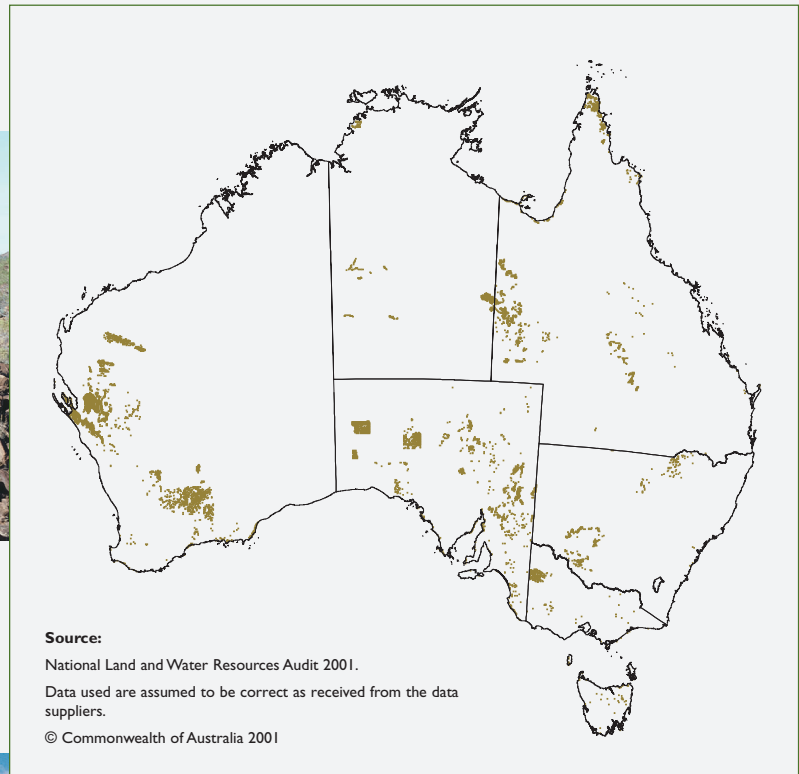 Source:
National Land and Water Resources Audit 2001.
Data used are assumed to be correct as received from the data
suppliers.
© Commonwealth of Australia 2001